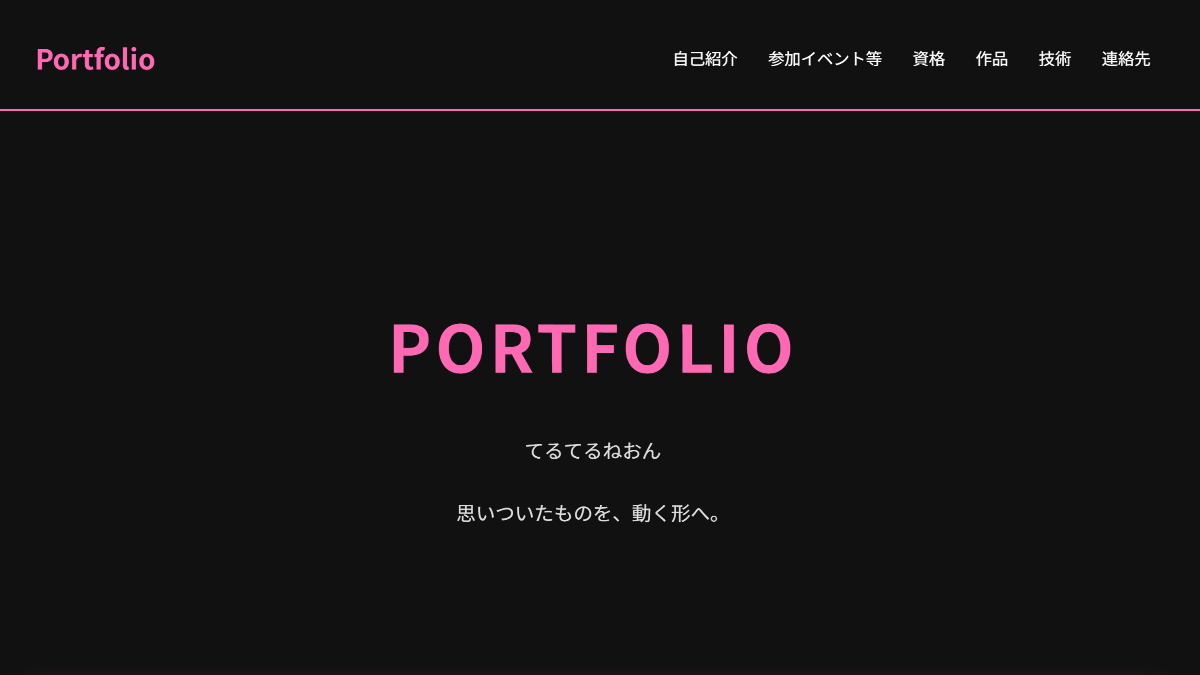 Portfolio
自己紹介 参加イベント等 資格 作品 技術 連絡先
PORTFOLIO
てるてるねおん
思いついたものを、動く形へ。